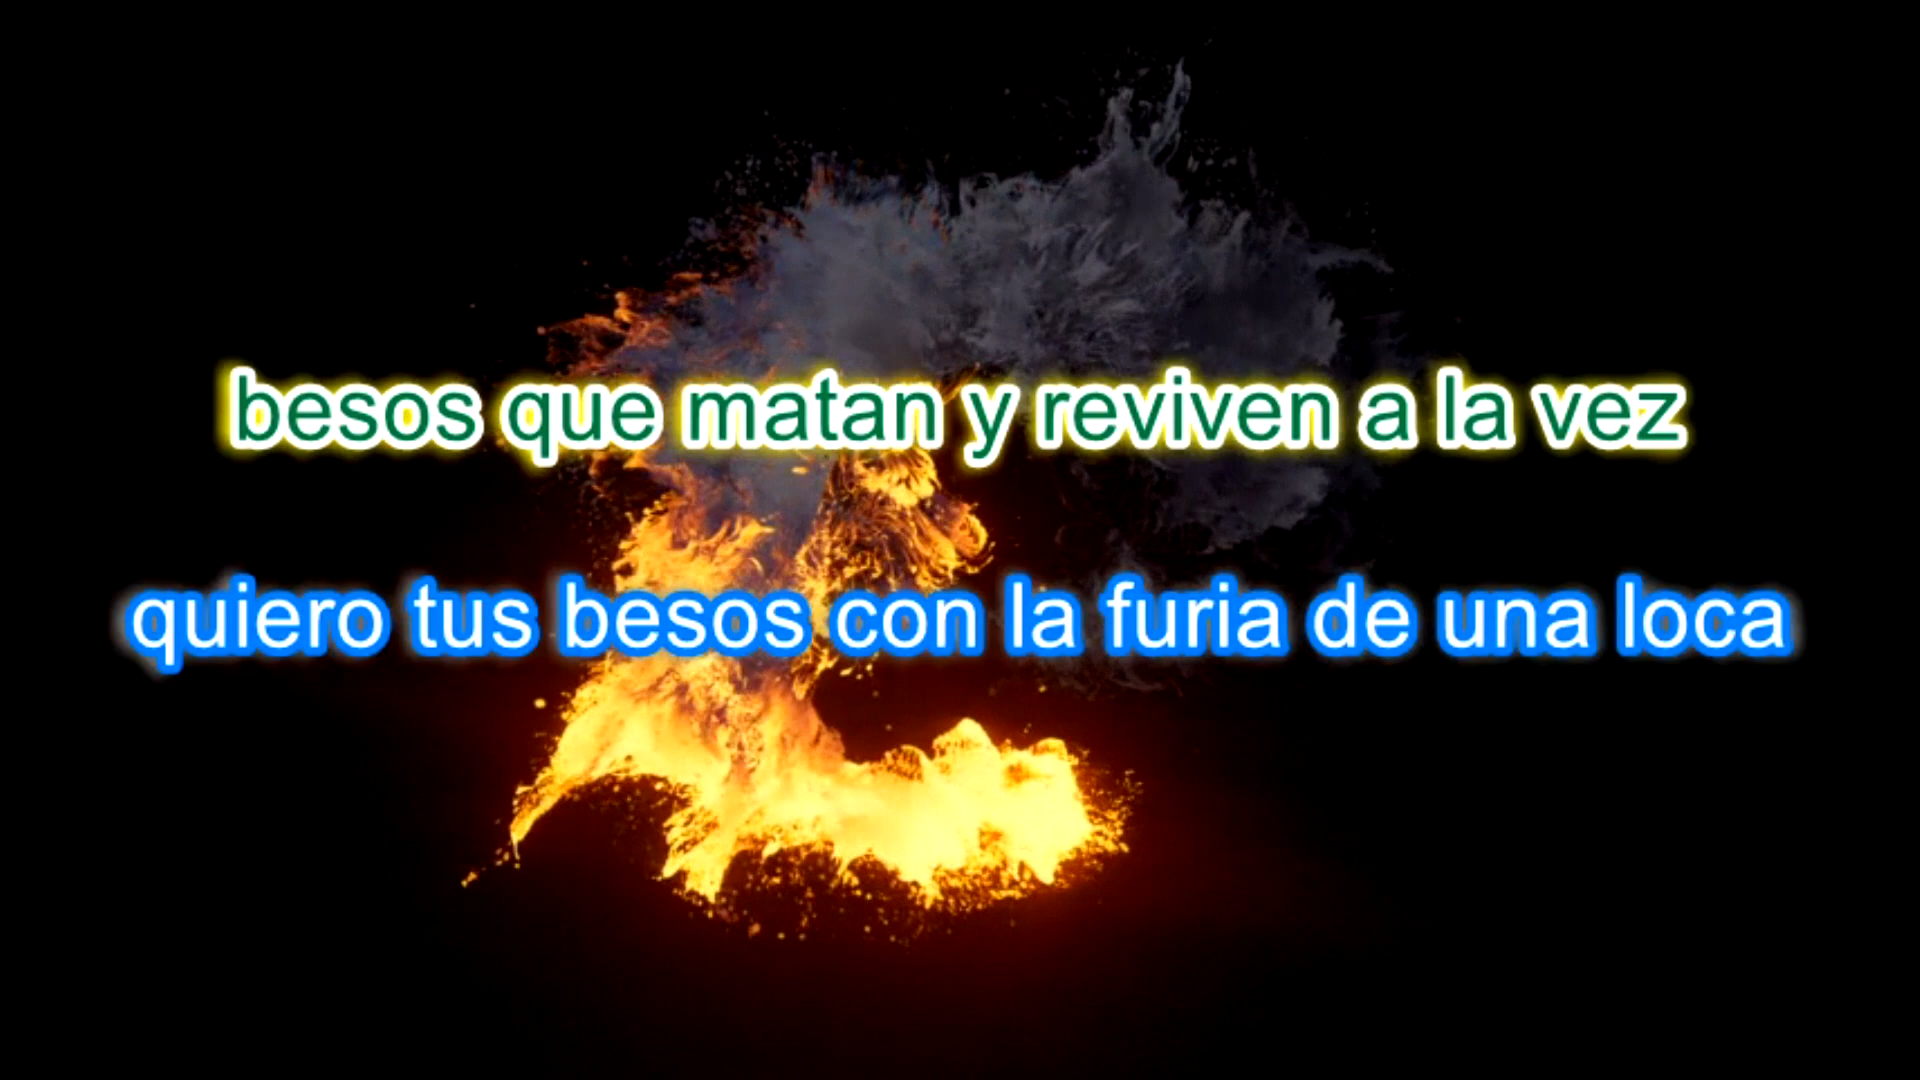 besos que matan y reviven a la vez
quiero tus besos con la furia de una loca